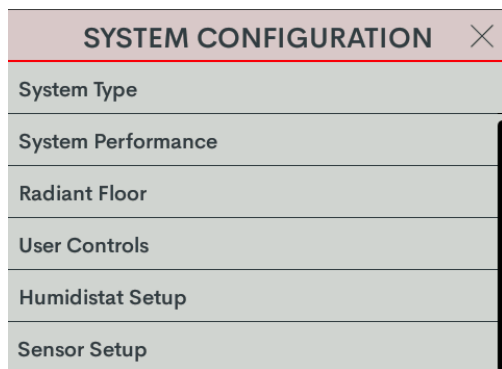 SYSTEM CONFIGURATION
System Type
System Performance
Radiant Floor
User Controls
Humidistat Setup
Sensor Setup